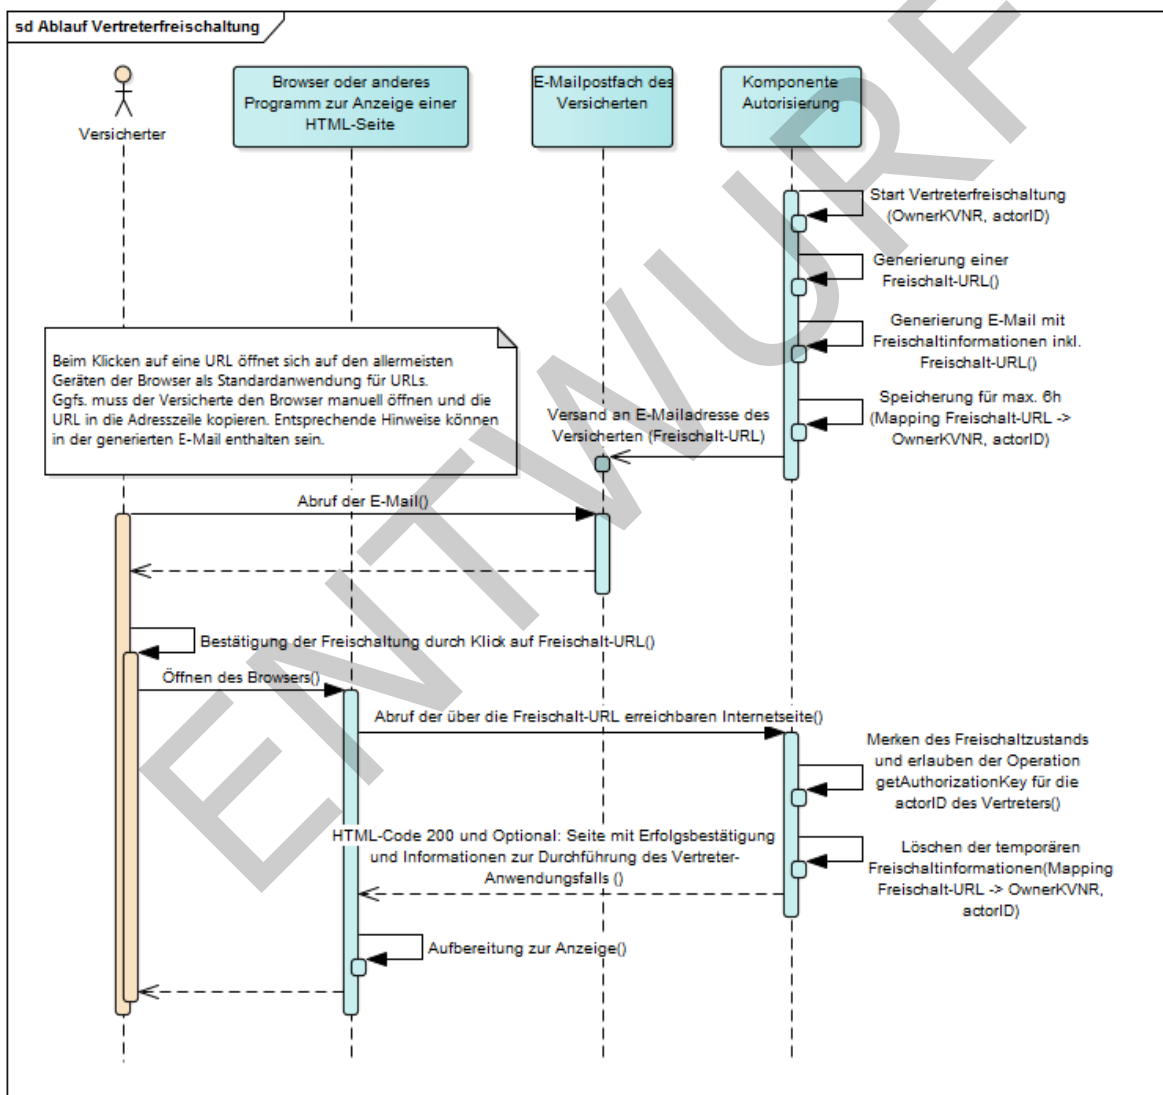 sd Ablauf Vertreterfreischaltung
Versicherter
Browser oder anderes
Programm zur Anzeige einer
HTML-Seite
E-Mailpostfach des
Versicherten
Komponente
Autorisierung
Start Vertreterfreischaltung
(OwnerKVNR, actorID)
Generierung einer
Freischalt-URL()
Generierung E-Mail mit
Freischaltinformationen inkl.
Freischalt-URL()
Beim Klicken auf eine URL öffnet sich auf den allermeisten
Geräten der Browser als Standardanwendung für URLs.
Ggfs. muss der Versicherte den Browser manuell öffnen und die
URL in die Adresszeile kopieren. Entsprechende Hinweise können
in der generierten E-Mail enthalten sein.
Speicherung für max. 6h
(Mapping Freischalt-URL ->
OwnerKVNR, actorID)
Versand an E-Mailadresse des
Versicherten (Freischalt-URL)
Abruf der E-Mail()
Bestätigung der Freischaltung durch Klick auf Freischalt-URL()
Öffnen des Browsers()
Abruf der über die Freischalt-URL erreichbaren Internetseite()
Merken des Freischaltzustands
und erlauben der Operation
getAuthorizationKey für die
actorID des Vertreters()
HTML-Code 200 und Optional: Seite mit Erfolgsbestätigung
und Informationen zur Durchführung des Vertreter-
Anwendungsfalls ()
Löschen der temporären
Freischaltinformationen(Mapping
Freischalt-URL -> OwnerKVNR,
actorID)
Aufbereitung zur Anzeige()
ENTWURF